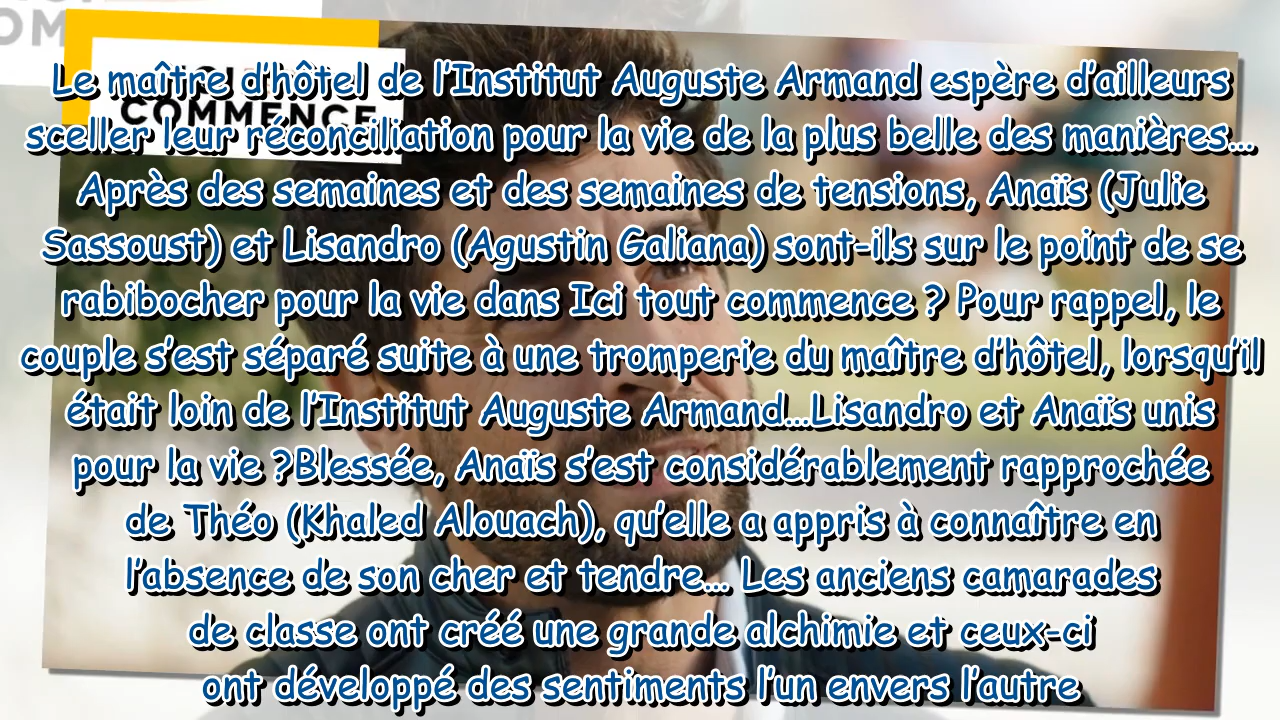 OM
COMMENCE
Le maître d'hôtel de l'Institut Auguste Armand espère d'ailleurs
sceller leur réconciliation pour la vie de la plus belle des manières...
Après des semaines et des semaines de tensions, Anaïs (Julie
Sassoust) et Lisandro (Agustin Galiana) sont-ils sur le point de se
rabibocher pour la vie dans Ici tout commence ? Pour rappel, le
couple s'est séparé suite à une tromperie du maître d'hôtel, lorsqu'il
était loin de l'Institut Auguste Armand...Lisandro et Anaïs unis
pour la vie ?Blessée, Anaïs s'est considérablement rapprochée
de Théo (Khaled Alouach), qu'elle a appris à connaître en
l'absence de son cher et tendre... Les anciens camarades
de classe ont créé une grande alchimie et ceux-ci
ont développé des sentiments l'un envers l'autre